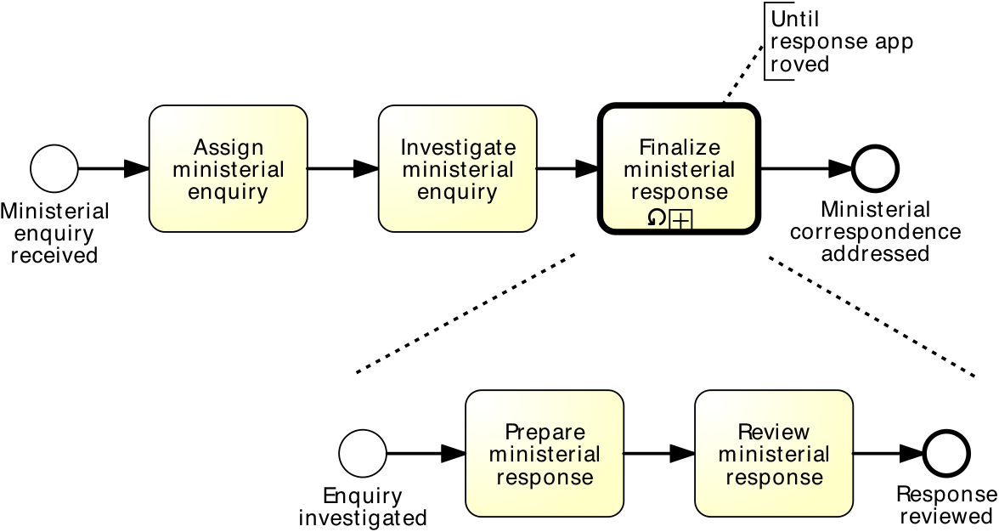 Until
response app
roved
Assign
ministerial
enquiry
Investigate
ministerial
enquiry
Finalize
ministerial
response
Ministerial
enquiry
received
Ministerial
correspondence
addressed
Prepare
ministerial
response
Review
ministerial
response
Enquiry
investigated
Response
reviewed